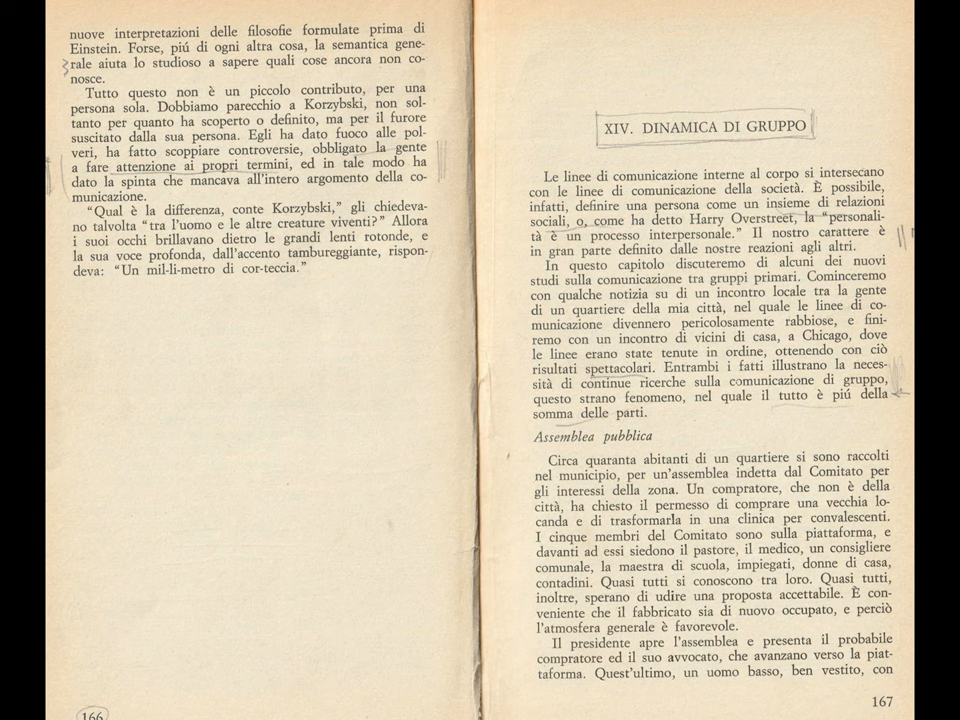 nuove interpretazioni delle filosofie formulate prima di
Einstein. Forse, piú di ogni altra cosa, la semantica gene-
rale aiuta lo studioso a sapere quali cose ancora non co-
nosce.
Tutto questo non è un piccolo contributo, per una
persona sola. Dobbiamo parecchio a Korzybski, non sol-
tanto per quanto ha scoperto o definito, ma per il furore
suscitato dalla sua persona. Egli ha dato fuoco alle pol-
veri, ha fatto scoppiare controversie, obbligato la gente
a fare attenzione ai propri termini, ed in tale modo ha
dato la spinta che mancava all'intero argomento della co-
municazione.
"Qual è la differenza, conte Korzybski," gli chiedeva-
no talvolta "tra l'uomo e le altre creature viventi?" Allora
i suoi occhi brillavano dietro le grandi lenti rotonde, e
la sua voce profonda, dall'accento tambureggiante, rispon-
deva: "Un mil-li-metro di cor-teccia."
166
XIV. DINAMICA DI GRUPPO
Le linee di comunicazione interne al corpo si intersecano
con le linee di comunicazione della società. È possibile,
infatti, definire una persona come un insieme di relazioni
sociali, o, come ha detto Harry Overstreet, la "personali-
tà è un processo interpersonale." Il nostro carattere è
in gran parte definito dalle nostre reazioni agli altri.
In questo capitolo discuteremo di alcuni dei nuovi
studi sulla comunicazione tra gruppi primari. Cominceremo
con qualche notizia su di un incontro locale tra la gente
di un quartiere della mia città, nel quale le linee di co-
municazione divennero pericolosamente rabbiose, e fini-
remo con un incontro di vicini di casa, a Chicago, dove
le linee erano state tenute in ordine, ottenendo con ciò
risultati spettacolari. Entrambi i fatti illustrano la neces-
sità di continue ricerche sulla comunicazione di gruppo,
questo strano fenomeno, nel quale il tutto è piú della
somma delle parti.
Assemblea pubblica
Circa quaranta abitanti di un quartiere si sono raccolti
nel municipio, per un'assemblea indetta dal Comitato per
gli interessi della zona. Un compratore, che non è della
città, ha chiesto il permesso di comprare una vecchia lo-
canda e di trasformarla in una clinica per convalescenti.
I cinque membri del Comitato sono sulla piattaforma, e
davanti ad essi siedono il pastore, il medico, un consigliere
comunale, la maestra di scuola, impiegati, donne di casa,
contadini. Quasi tutti si conoscono tra loro. Quasi tutti,
inoltre, sperano di udire una proposta accettabile. È con-
veniente che il fabbricato sia di nuovo occupato, e perciò
l'atmosfera generale è favorevole.
Il presidente apre l'assemblea e presenta il probabile
compratore ed il suo avvocato, che avanzano verso la piat-
taforma. Quest'ultimo, un uomo basso, ben vestito, con
167